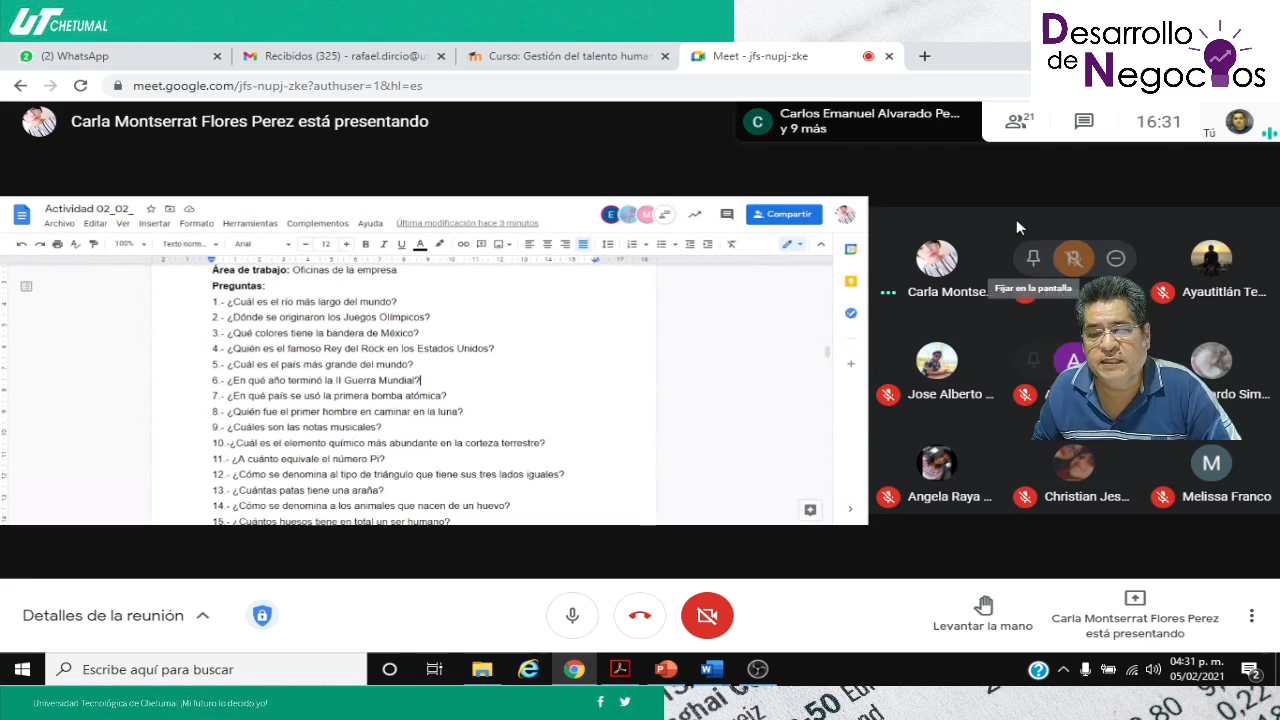 UT CHETUMAL
Desarrollo
de Negocios
(2) WhatsApp
Recibidos (325) - rafael.dircio@ut
Curso: Gestión del talento human
Meet - jfs-nupj-zke
meet.google.com/jfs-nupj-zke?authuser=1&hl=es
Carla Montserrat Flores Perez está presentando
C
Carlos Emanuel Alvarado Pe...
y 9 más
21
16:31
Tú
Actividad 02_02_
Archivo Editar Ver Insertar Formato Herramientas Complementos Ayuda Última modificación hace 3 minutos
E
M
Compartir
100% Texto norm... Arial 12 B I U A
Área de trabajo: Oficinas de la empresa
Preguntas:
1.- ¿Cuál es el río más largo del mundo?
2.- ¿Dónde se originaron los Juegos Olímpicos?
3.- ¿Qué colores tiene la bandera de México?
4.- ¿Quién es el famoso Rey del Rock en los Estados Unidos?
5.- ¿Cuál es el país más grande del mundo?
6.- ¿En qué año terminó la II Guerra Mundial?
7.- ¿En qué país se usó la primera bomba atómica?
8.- ¿Quién fue el primer hombre en caminar en la luna?
9.- ¿Cuáles son las notas musicales?
10.- ¿Cuál es el elemento químico más abundante en la corteza terrestre?
11.- ¿A cuánto equivale el número Pi?
12.- ¿Cómo se denomina al tipo de triángulo que tiene sus tres lados iguales?
13.- ¿Cuántas patas tiene una araña?
14.- ¿Cómo se denomina a los animales que nacen de un huevo?
15.- ¿Cuántos huesos tiene en total un ser humano?
Carla Montse...
Fijar en la pantalla
Ayautitlán Te...
Jose Alberto ...
A
rdo Sim...
Angela Raya ...
Christian Jes...
M
Melissa Franco
Detalles de la reunión
Levantar la mano
Carla Montserrat Flores Perez
está presentando
Escribe aquí para buscar
04:31 p. m.
05/02/2021
2
Universidad Tecnológica de Chetumal. ¡Mi futuro lo decido yo!